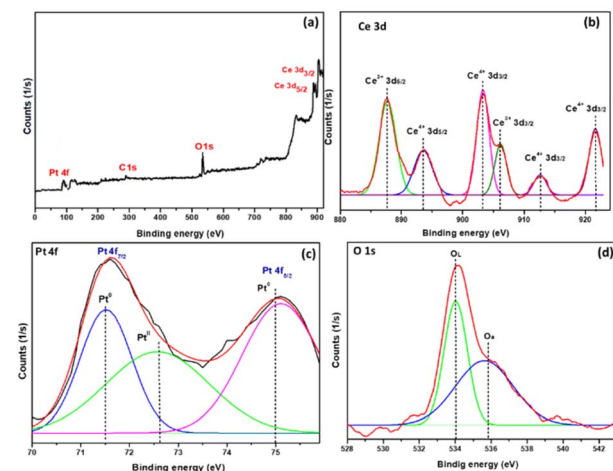 (a)
Ce 3d3/2
Ce 3d5/2
O1s
Pt 4f
C1s
Counts (1/s)
0 100 200 300 400 500 600 700 800 900
Binding energy (eV)
(b)
Ce 3d
Ce3+ 3d5/2
Ce4+ 3d5/2
Ce4+ 3d3/2
Ce3+ 3d3/2
Ce4+ 3d3/2
Ce4+ 3d3/2
Counts (1/s)
880 890 900 910 920
Binding energy (eV)
Pt 4f
(c)
Pt 4f7/2
Pt 4f5/2
Pt0
Pt0
PtII
Counts (1/s)
70 71 72 73 74 75
Binding energy (eV)
O 1s
(d)
OL
Oa
Counts (1/s)
528 530 532 534 536 538 540 542
Bindig energy (eV)